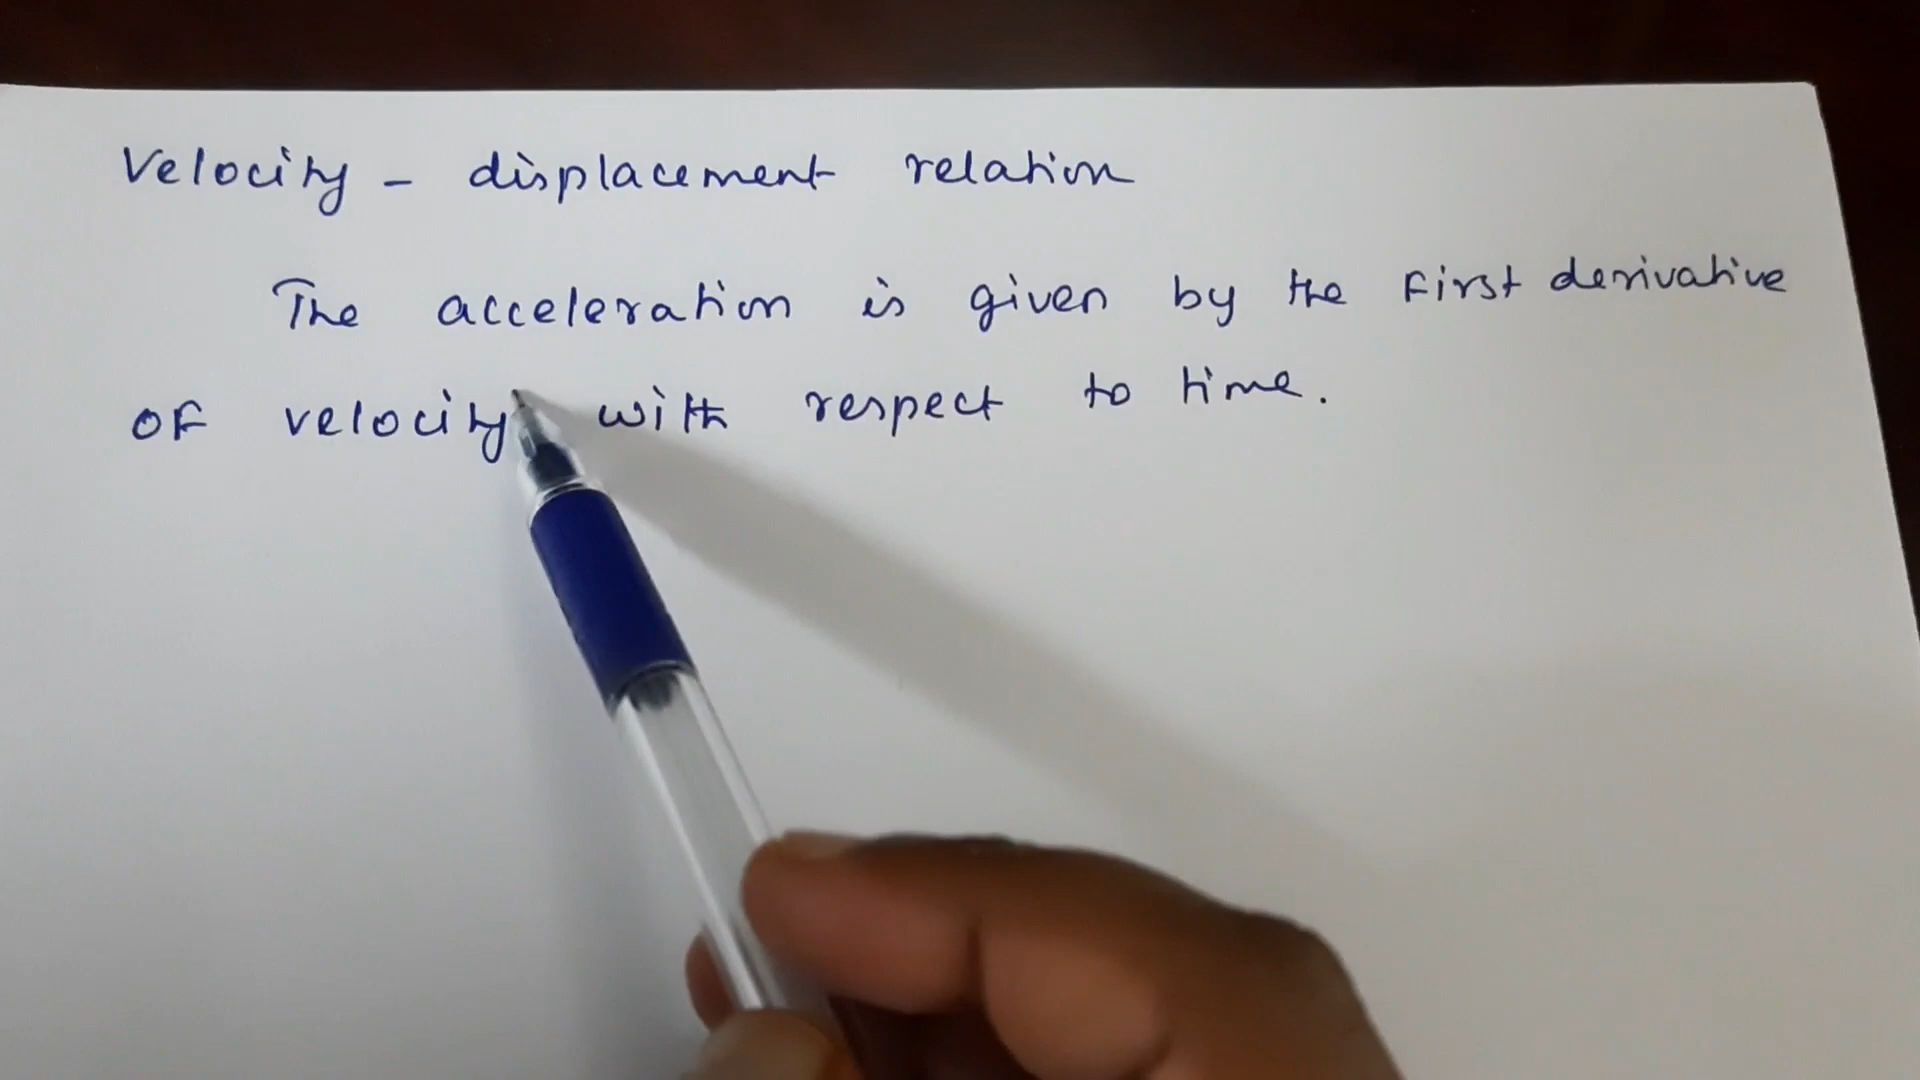 Velocity - displacement relation
The acceleration is given by the first derivative
of velocity with respect to time.